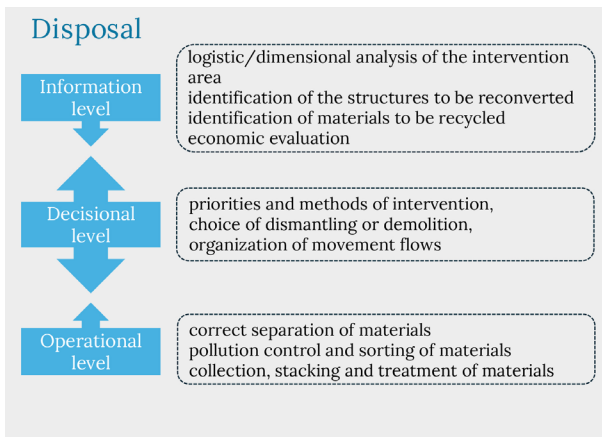 Disposal
Information
level
logistic/dimensional analysis of the intervention
area
identification of the structures to be reconverted
identification of materials to be recycled
economic evaluation
Decisional
level
priorities and methods of intervention,
choice of dismantling or demolition,
organization of movement flows
Operational
level
correct separation of materials
pollution control and sorting of materials
collection, stacking and treatment of materials